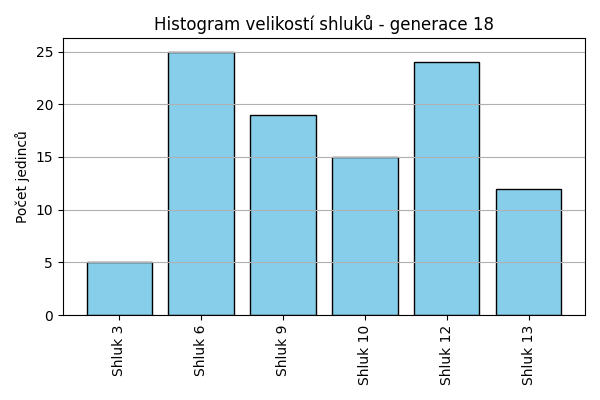 Histogram velikostí shluků - generace 18
Počet jedinců
25
20
15
10
5
0
Shluk 3
Shluk 6
Shluk 9
Shluk 10
Shluk 12
Shluk 13